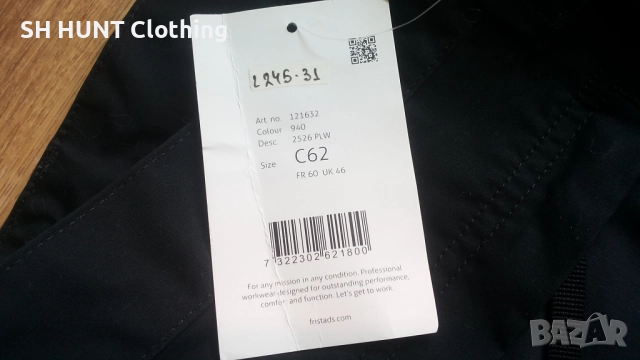 SH HUNT Clothing
L245-31
Art. no. 121632
Colour 940
Desc. 2526 PLW
Size C62
FR 60 UK 46
7 322302 621800
For any mission in any condition. Professional
workwear designed for outstanding performance,
comfort and function. Let's get to work.
fristads.com
BAZAR